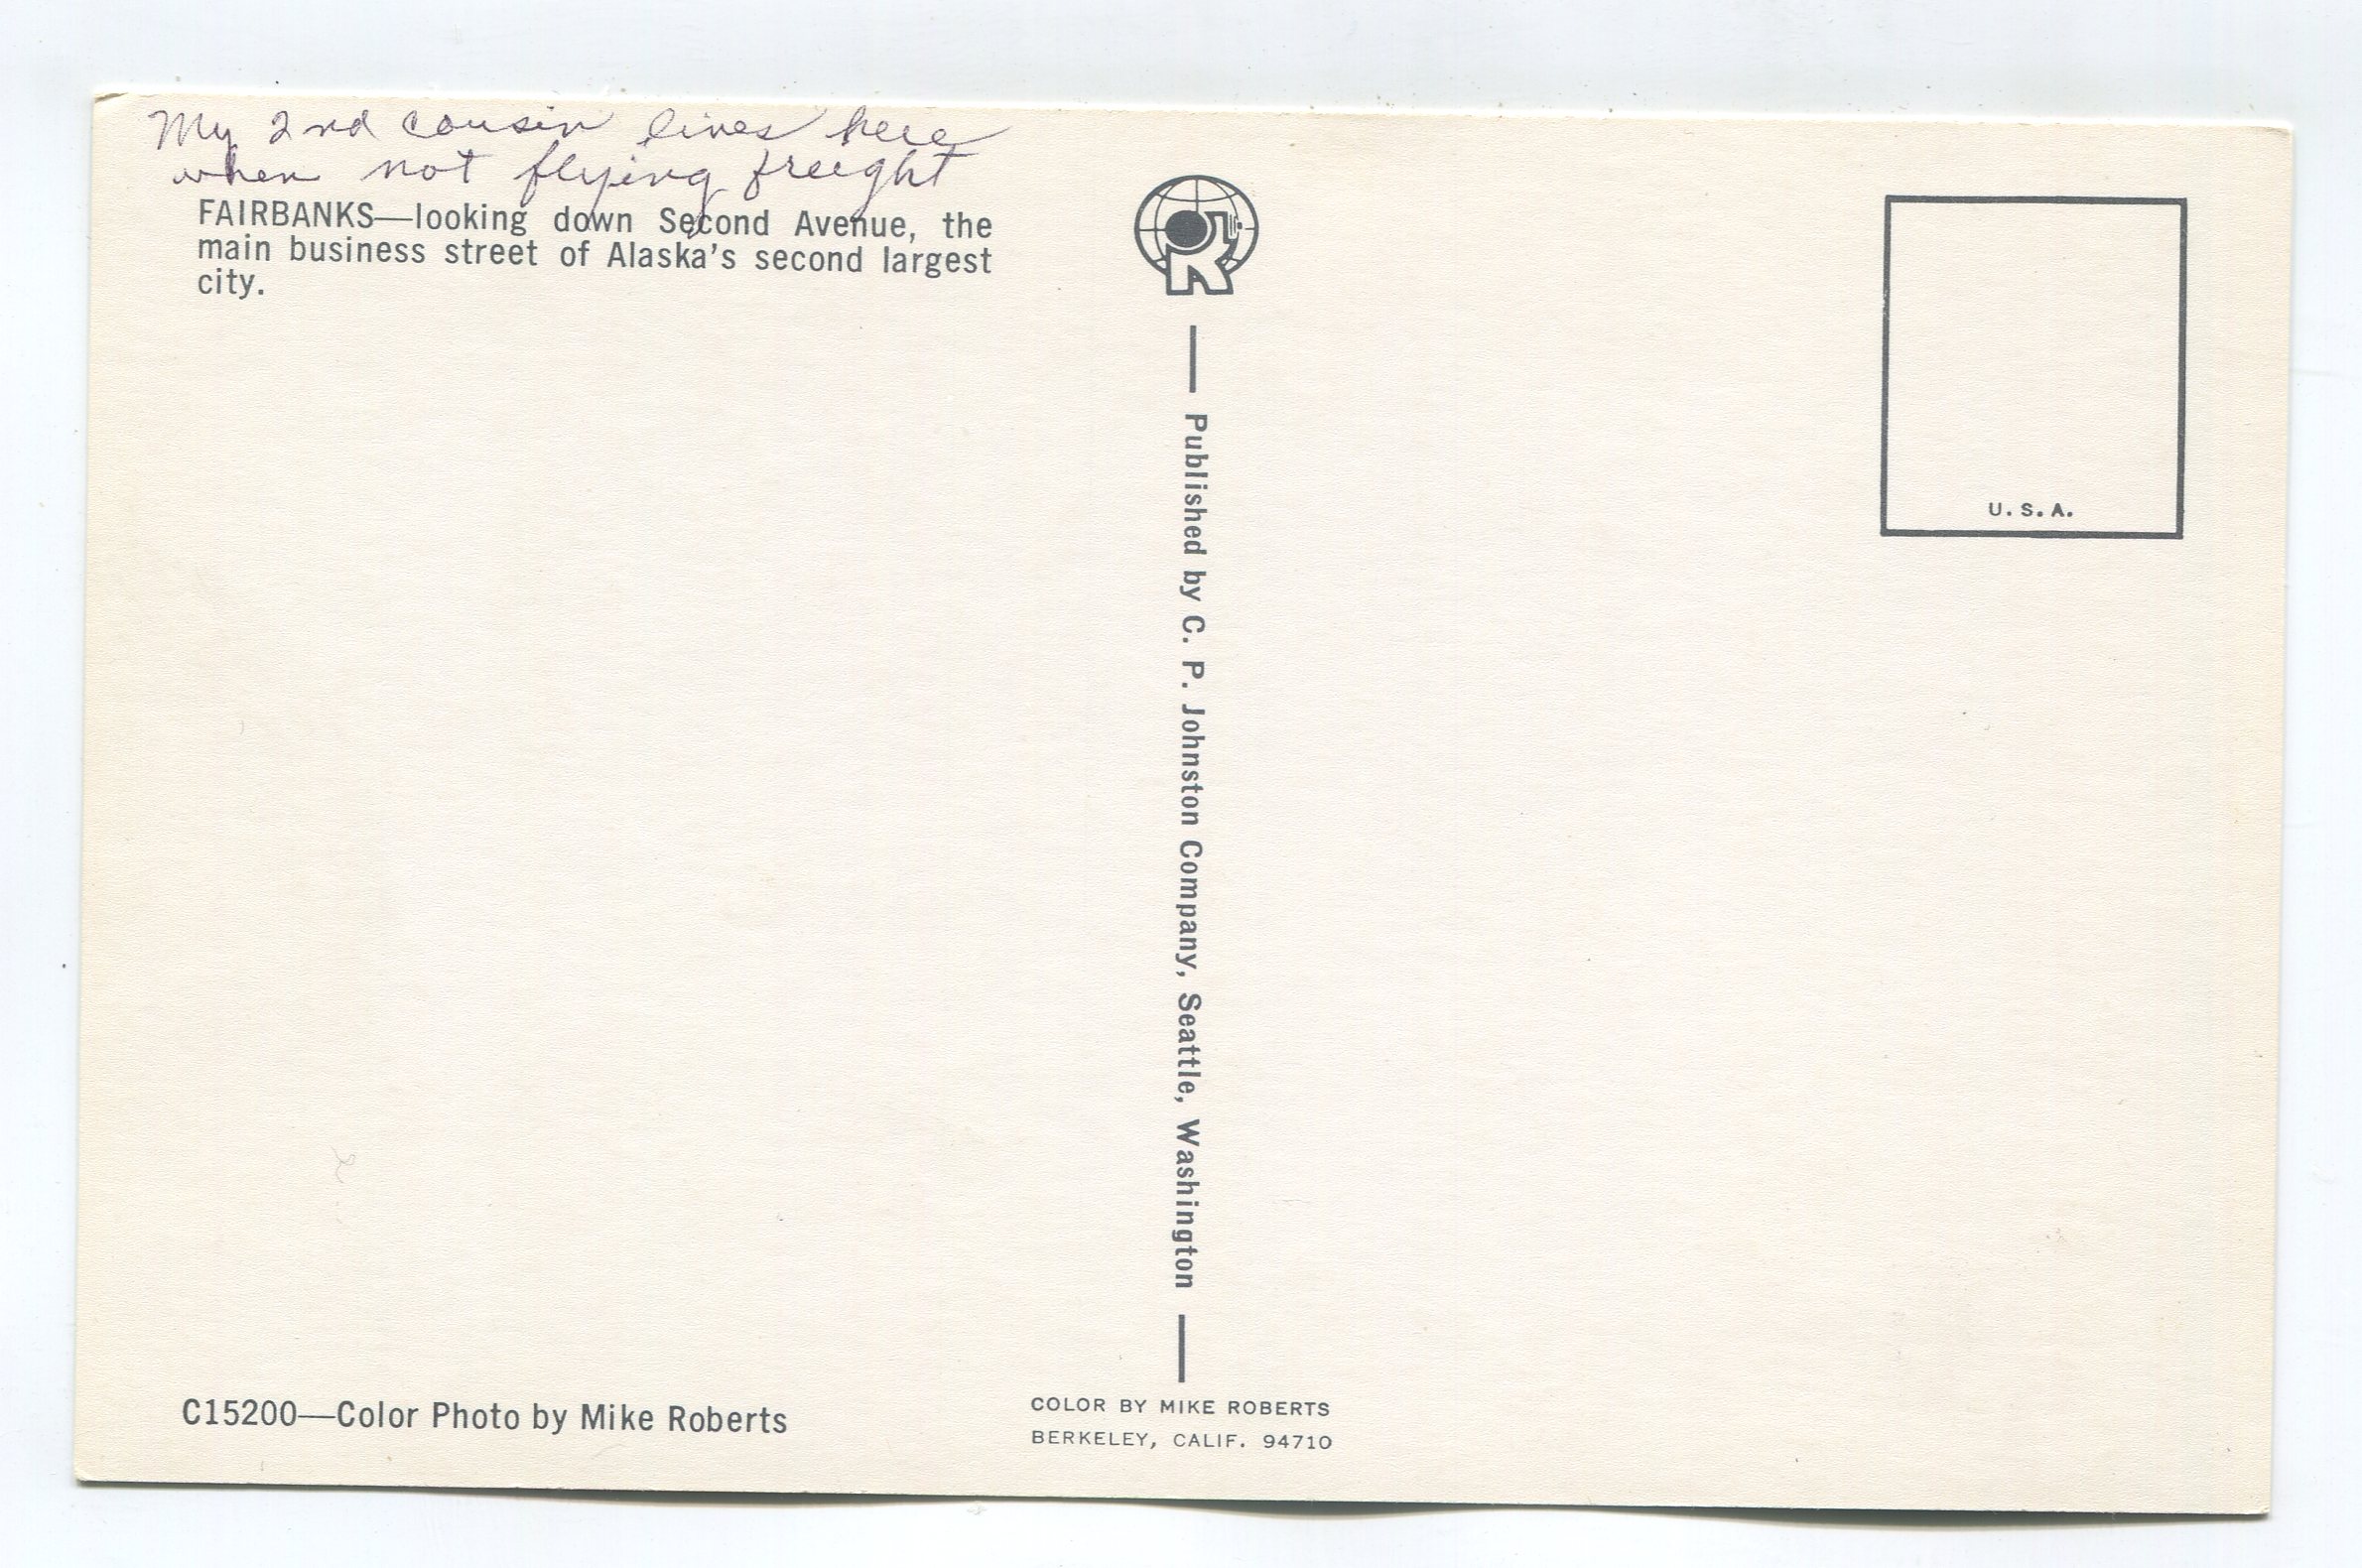 My 2nd cousin lives here
when not flying freight
FAIRBANKS—looking down Second Avenue, the
main business street of Alaska's second largest
city.
R
U.S.A.
Published by C. P. Johnston Company, Seattle, Washington
C15200—Color Photo by Mike Roberts
COLOR BY MIKE ROBERTS
BERKELEY, CALIF. 94710